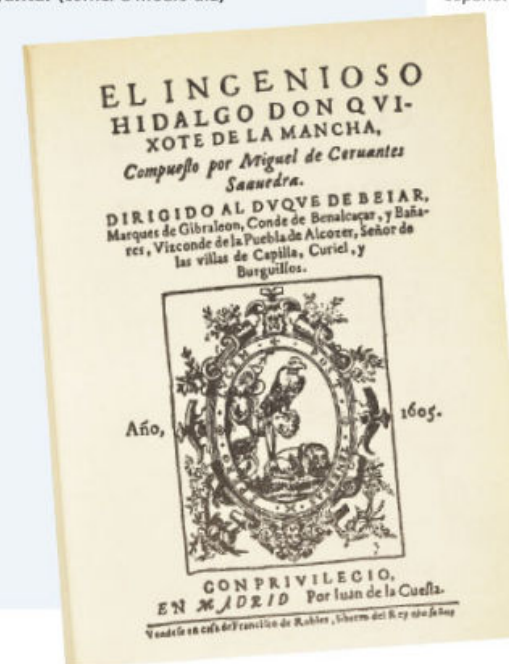 EL INGENIOSO
HIDALGO DON QVI-
XOTE DE LA MANCHA,
Compuesto por Miguel de Ceruantes
Saauedra.
DIRIGIDO AL DVQVE DE BEIAR,
Marques de Gibraleon, Conde de Benalcaçar, y Baña-
res, Vizconde de la Puebla de Alcozer, Señor de
las villas de Capilla, Curiel, y
Burguillos.
Año, 1605.
CON PRIVILEGIO,
EN MADRID Por Iuan de la Cuesta.
Vendese en casa de Francisco de Robles, librero del Rey nro señor